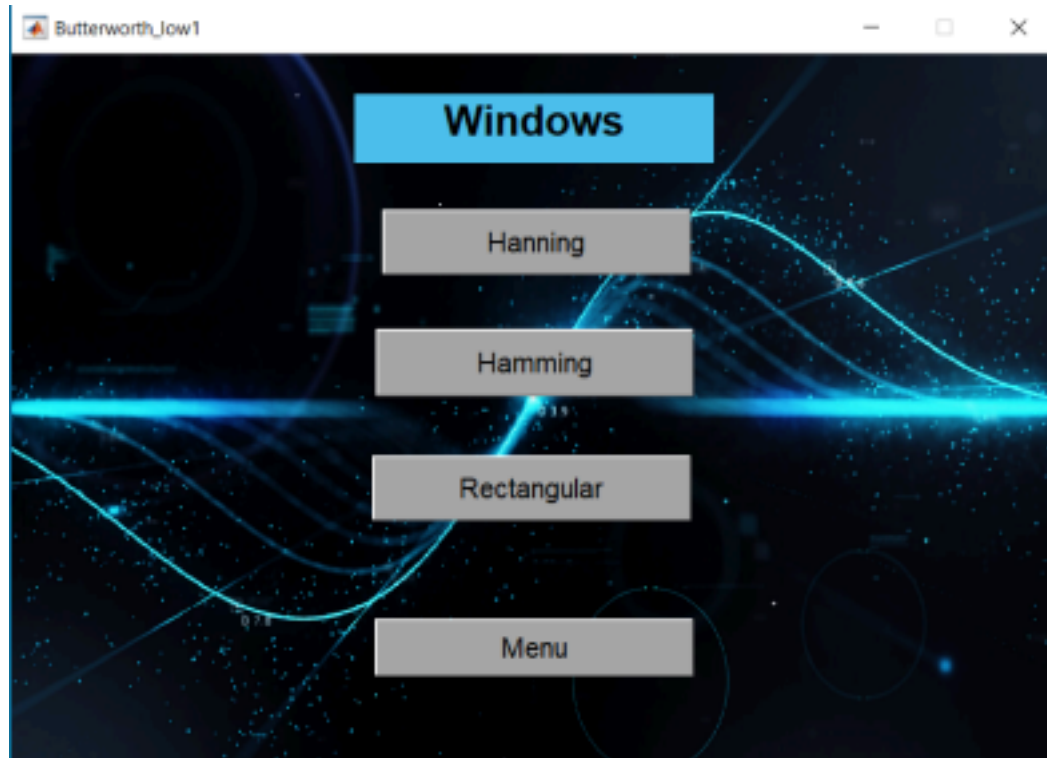 Butterworth_low1
Windows
Hanning
Hamming
Rectangular
Menu